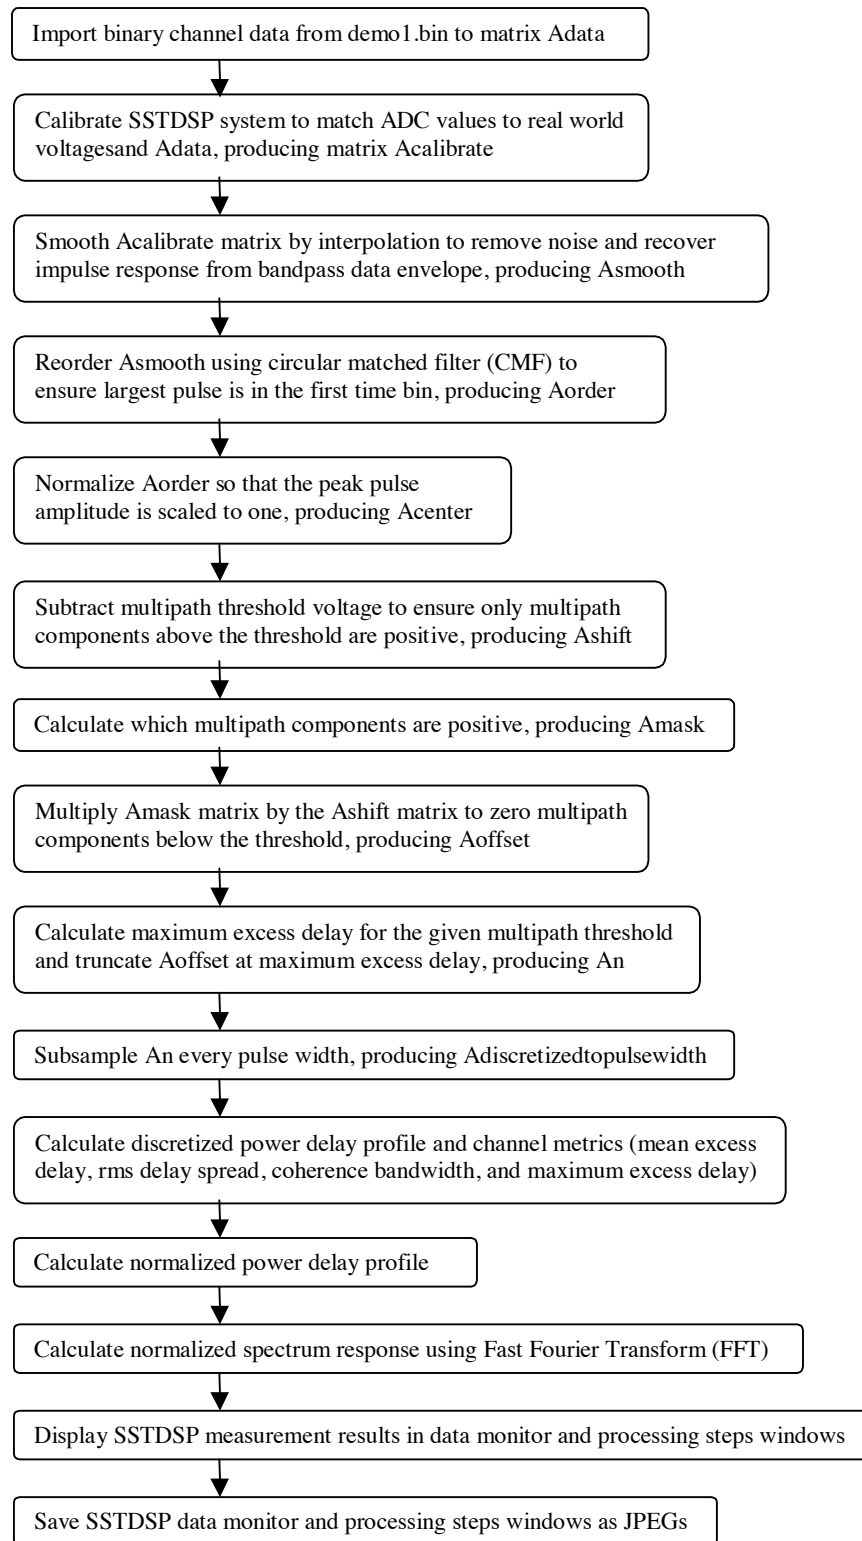 Import binary channel data from demo1.bin to matrix Adata
Calibrate SSTDSP system to match ADC values to real world
voltagesand Adata, producing matrix Acalibrate
Smooth Acalibrate matrix by interpolation to remove noise and recover
impulse response from bandpass data envelope, producing Asmooth
Reorder Asmooth using circular matched filter (CMF) to
ensure largest pulse is in the first time bin, producing Aorder
Normalize Aorder so that the peak pulse
amplitude is scaled to one, producing Acenter
Subtract multipath threshold voltage to ensure only multipath
components above the threshold are positive, producing Ashift
Calculate which multipath components are positive, producing Amask
Multiply Amask matrix by the Ashift matrix to zero multipath
components below the threshold, producing Aoffset
Calculate maximum excess delay for the given multipath threshold
and truncate Aoffset at maximum excess delay, producing An
Subsample An every pulse width, producing Adiscretizedtopulsewidth
Calculate discretized power delay profile and channel metrics (mean excess
delay, rms delay spread, coherence bandwidth, and maximum excess delay)
Calculate normalized power delay profile
Calculate normalized spectrum response using Fast Fourier Transform (FFT)
Display SSTDSP measurement results in data monitor and processing steps windows
Save SSTDSP data monitor and processing steps windows as JPEGs